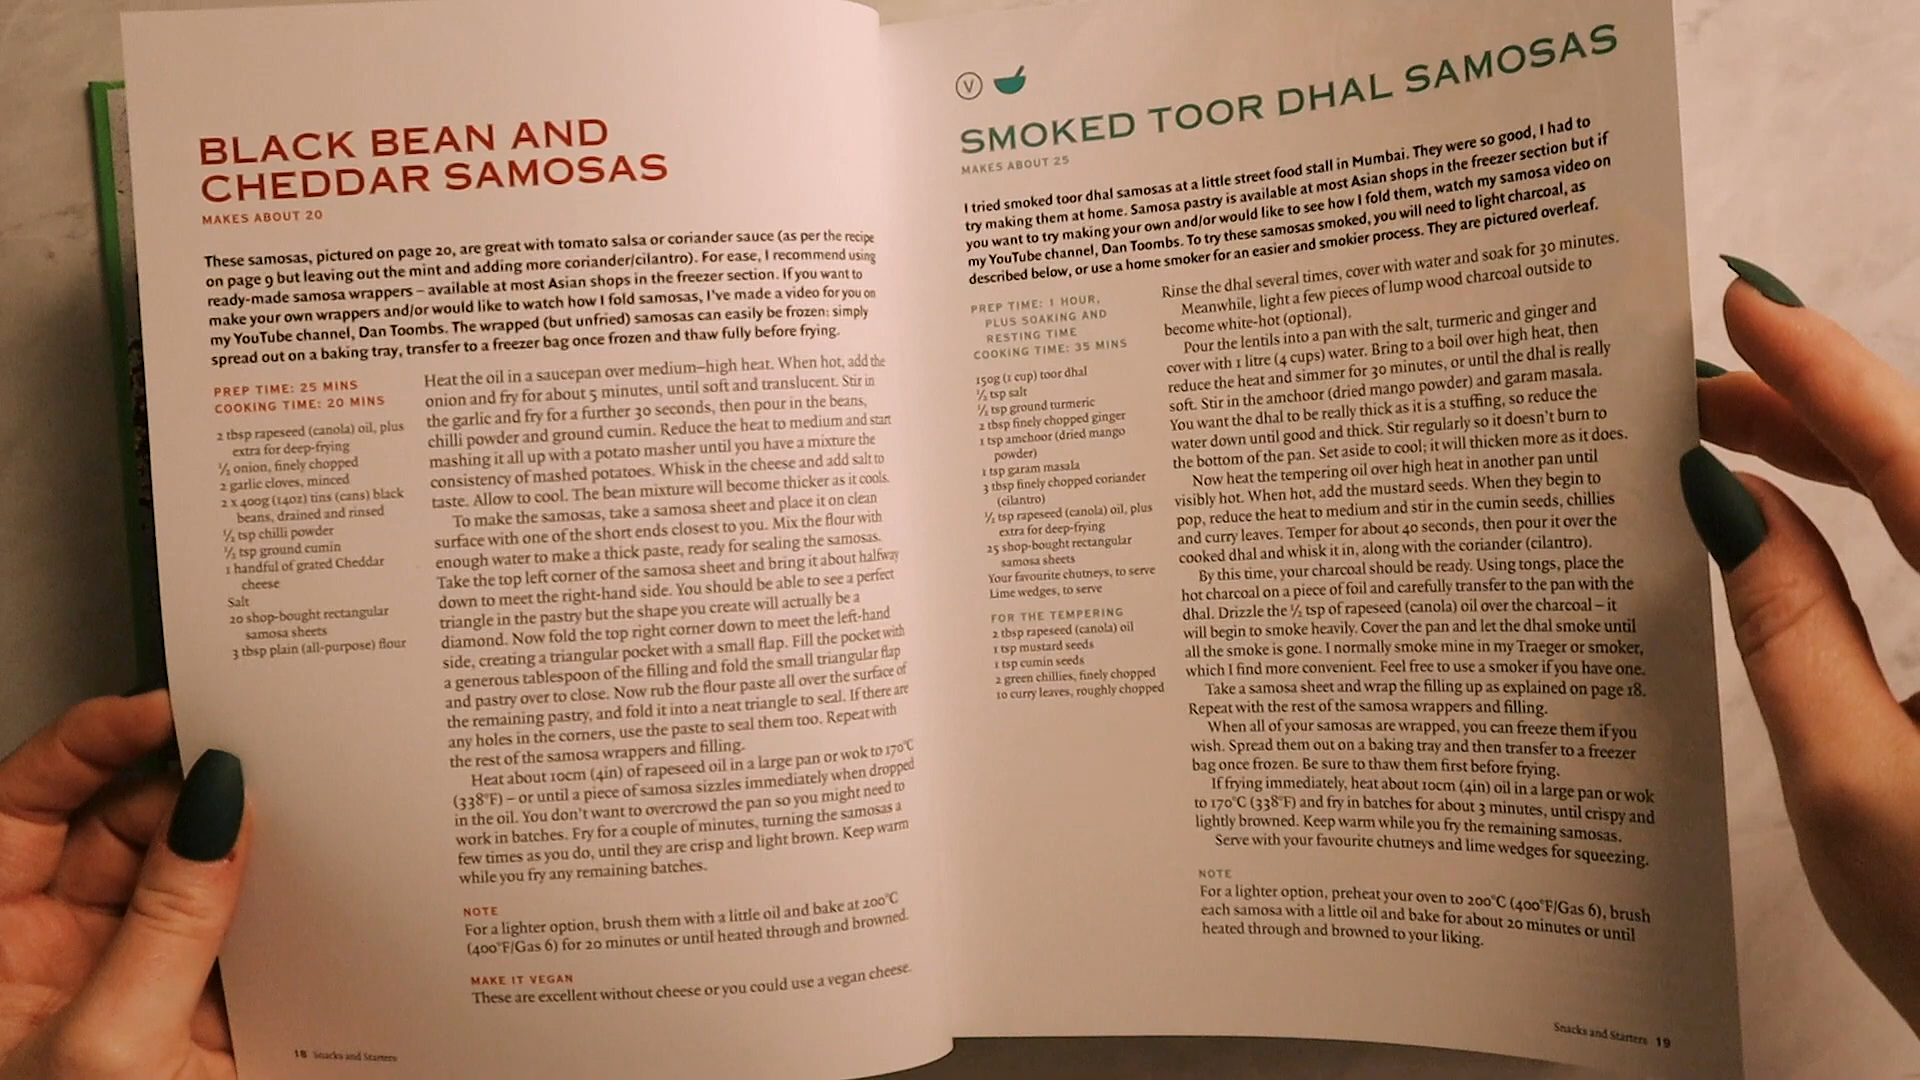 BLACK BEAN AND
CHEDDAR SAMOSAS
MAKES ABOUT 20
These samosas, pictured on page 20, are great with tomato salsa or coriander sauce (as per the recipe
on page 9 but leaving out the mint and adding more coriander/cilantro). For ease, I recommend using
ready-made samosa wrappers – available at most Asian shops in the freezer section. If you want to
make your own wrappers and/or would like to watch how I fold samosas, I've made a video for you on
my YouTube channel, Dan Toombs. The wrapped (but unfried) samosas can easily be frozen: simply
spread out on a baking tray, transfer to a freezer bag once frozen and thaw fully before frying.
PREP TIME: 25 MINS
COOKING TIME: 20 MINS
2 tbsp rapeseed (canola) oil, plus
extra for deep-frying
½ onion, finely chopped
2 garlic cloves, minced
2 x 400g (14oz) tins (cans) black
beans, drained and rinsed
½ tsp chilli powder
½ tsp ground cumin
1 handful of grated Cheddar
cheese
Salt
20 shop-bought rectangular
samosa sheets
3 tbsp plain (all-purpose) flour
Heat the oil in a saucepan over medium–high heat. When hot, add the
onion and fry for about 5 minutes, until soft and translucent. Stir in
the garlic and fry for a further 30 seconds, then pour in the beans,
chilli powder and ground cumin. Reduce the heat to medium and start
mashing it all up with a potato masher until you have a mixture the
consistency of mashed potatoes. Whisk in the cheese and add salt to
taste. Allow to cool. The bean mixture will become thicker as it cools.
To make the samosas, take a samosa sheet and place it on clean
surface with one of the short ends closest to you. Mix the flour with
enough water to make a thick paste, ready for sealing the samosas.
Take the top left corner of the samosa sheet and bring it about halfway
down to meet the right-hand side. You should be able to see a perfect
triangle in the pastry but the shape you create will actually be a
diamond. Now fold the top right corner down to meet the left-hand
side, creating a triangular pocket with a small flap. Fill the pocket with
a generous tablespoon of the filling and fold the small triangular flap
and pastry over to close. Now rub the flour paste all over the surface of
the remaining pastry, and fold it into a neat triangle to seal. If there are
any holes in the corners, use the paste to seal them too. Repeat with
the rest of the samosa wrappers and filling.
Heat about 10cm (4in) of rapeseed oil in a large pan or wok to 170°C
(338°F) – or until a piece of samosa sizzles immediately when dropped
in the oil. You don't want to overcrowd the pan so you might need to
work in batches. Fry for a couple of minutes, turning the samosas a
few times as you do, until they are crisp and light brown. Keep warm
while you fry any remaining batches.
NOTE
For a lighter option, brush them with a little oil and bake at 200°C
(400°F/Gas 6) for 20 minutes or until heated through and browned.
MAKE IT VEGAN
These are excellent without cheese or you could use a vegan cheese.
18 Snacks and Starters
V
SMOKED TOOR DHAL SAMOSAS
MAKES ABOUT 25
I tried smoked toor dhal samosas at a little street food stall in Mumbai. They were so good, I had to
try making them at home. Samosa pastry is available at most Asian shops in the freezer section but if
you want to try making your own and/or would like to see how I fold them, watch my samosa video on
my YouTube channel, Dan Toombs. To try these samosas smoked, you will need to light charcoal, as
described below, or use a home smoker for an easier and smokier process. They are pictured overleaf.
PREP TIME: 1 HOUR,
PLUS SOAKING AND
RESTING TIME
COOKING TIME: 35 MINS
150g (1 cup) toor dhal
½ tsp salt
½ tsp ground turmeric
2 tbsp finely chopped ginger
1 tsp amchoor (dried mango
powder)
1 tsp garam masala
3 tbsp finely chopped coriander
(cilantro)
½ tsp rapeseed (canola) oil, plus
extra for deep-frying
25 shop-bought rectangular
samosa sheets
Your favourite chutneys, to serve
Lime wedges, to serve
FOR THE TEMPERING
2 tbsp rapeseed (canola) oil
1 tsp mustard seeds
1 tsp cumin seeds
2 green chillies, finely chopped
10 curry leaves, roughly chopped
Rinse the dhal several times, cover with water and soak for 30 minutes.
Meanwhile, light a few pieces of lump wood charcoal outside to
become white-hot (optional).
Pour the lentils into a pan with the salt, turmeric and ginger and
cover with 1 litre (4 cups) water. Bring to a boil over high heat, then
reduce the heat and simmer for 30 minutes, or until the dhal is really
soft. Stir in the amchoor (dried mango powder) and garam masala.
You want the dhal to be really thick as it is a stuffing, so reduce the
water down until good and thick. Stir regularly so it doesn't burn to
the bottom of the pan. Set aside to cool; it will thicken more as it does.
Now heat the tempering oil over high heat in another pan until
visibly hot. When hot, add the mustard seeds. When they begin to
pop, reduce the heat to medium and stir in the cumin seeds, chillies
and curry leaves. Temper for about 40 seconds, then pour it over the
cooked dhal and whisk it in, along with the coriander (cilantro).
By this time, your charcoal should be ready. Using tongs, place the
hot charcoal on a piece of foil and carefully transfer to the pan with the
dhal. Drizzle the ½ tsp of rapeseed (canola) oil over the charcoal – it
will begin to smoke heavily. Cover the pan and let the dhal smoke until
all the smoke is gone. I normally smoke mine in my Traeger or smoker,
which I find more convenient. Feel free to use a smoker if you have one.
Take a samosa sheet and wrap the filling up as explained on page 18.
Repeat with the rest of the samosa wrappers and filling.
When all of your samosas are wrapped, you can freeze them if you
wish. Spread them out on a baking tray and then transfer to a freezer
bag once frozen. Be sure to thaw them first before frying.
If frying immediately, heat about 10cm (4in) oil in a large pan or wok
to 170°C (338°F) and fry in batches for about 3 minutes, until crispy and
lightly browned. Keep warm while you fry the remaining samosas.
Serve with your favourite chutneys and lime wedges for squeezing.
NOTE
For a lighter option, preheat your oven to 200°C (400°F/Gas 6), brush
each samosa with a little oil and bake for about 20 minutes or until
heated through and browned to your liking.
Snacks and Starters 19